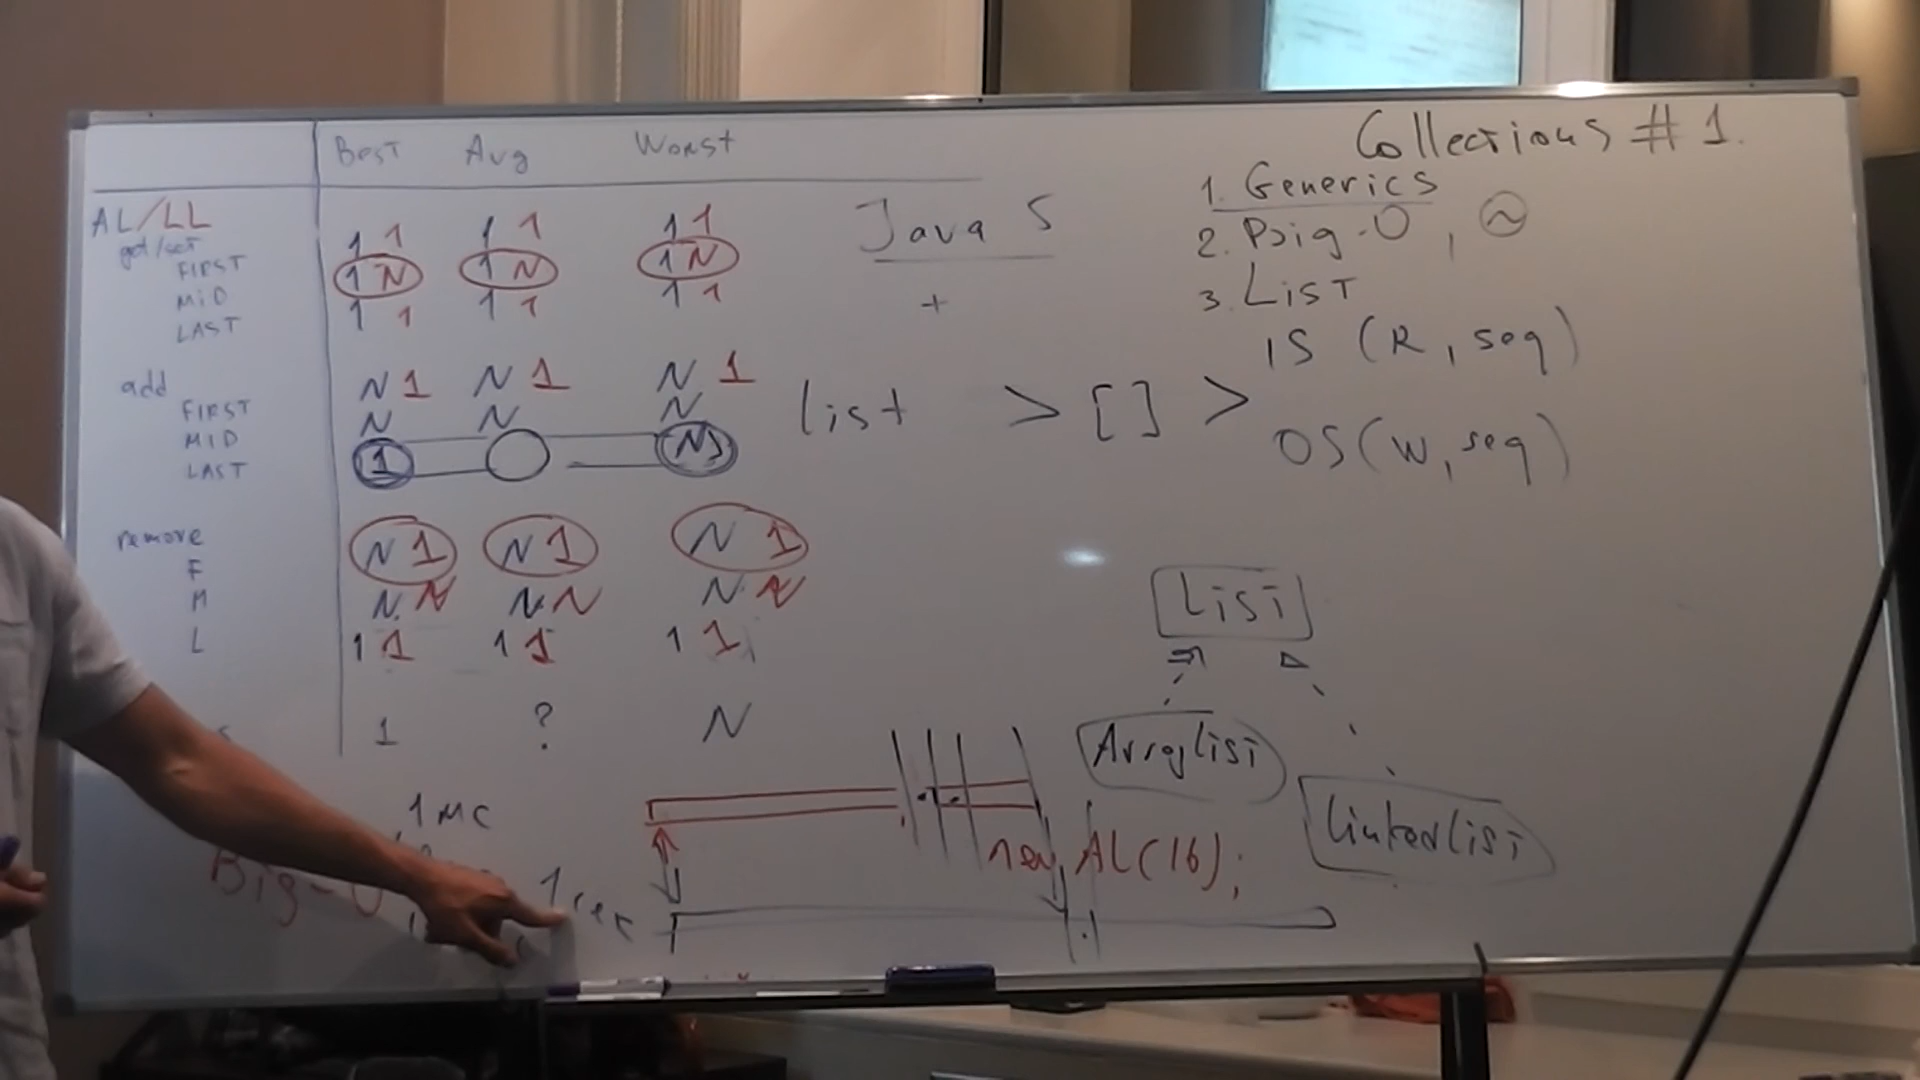 Best Avg Worst
AL/LL
get/set 1 1 1 1 1 1
FIRST 1 N 1 N 1 N
MID 1 1 1 1 1 1
LAST
add N 1 N 1 N 1
FIRST N N N
MID 1 N
LAST
remove N 1 N 1 N 1
F
M N N N N N N
L 1 1 1 1 1 1
1 ? N
1 мс
Big-O
1 сек
Java 5
+
list > [] >
Collections #1.
1. Generics
2. Big-O, ~
3. List
IS (R, seq)
OS (W, seq)
List
ArrayList
LinkedList
new AL(16);